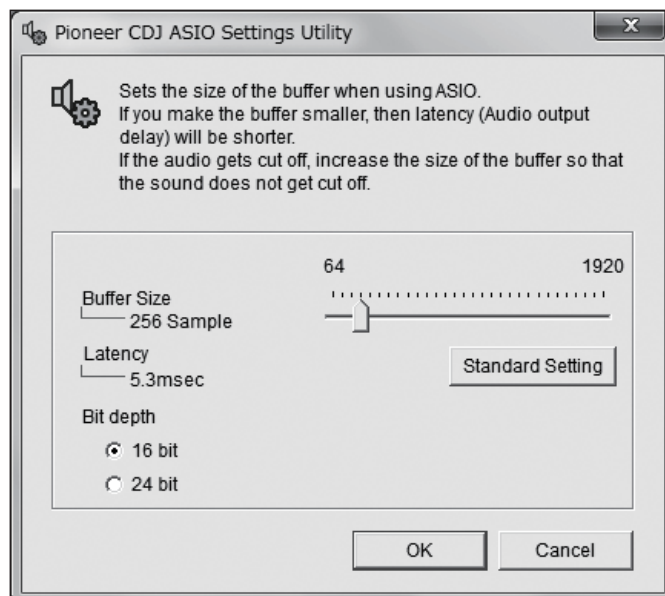 Pioneer CDJ ASIO Settings Utility
X
Sets the size of the buffer when using ASIO.
If you make the buffer smaller, then latency (Audio output
delay) will be shorter.
If the audio gets cut off, increase the size of the buffer so that
the sound does not get cut off.
64 1920
Buffer Size
256 Sample
Latency
5.3msec
Standard Setting
Bit depth
16 bit
24 bit
OK Cancel